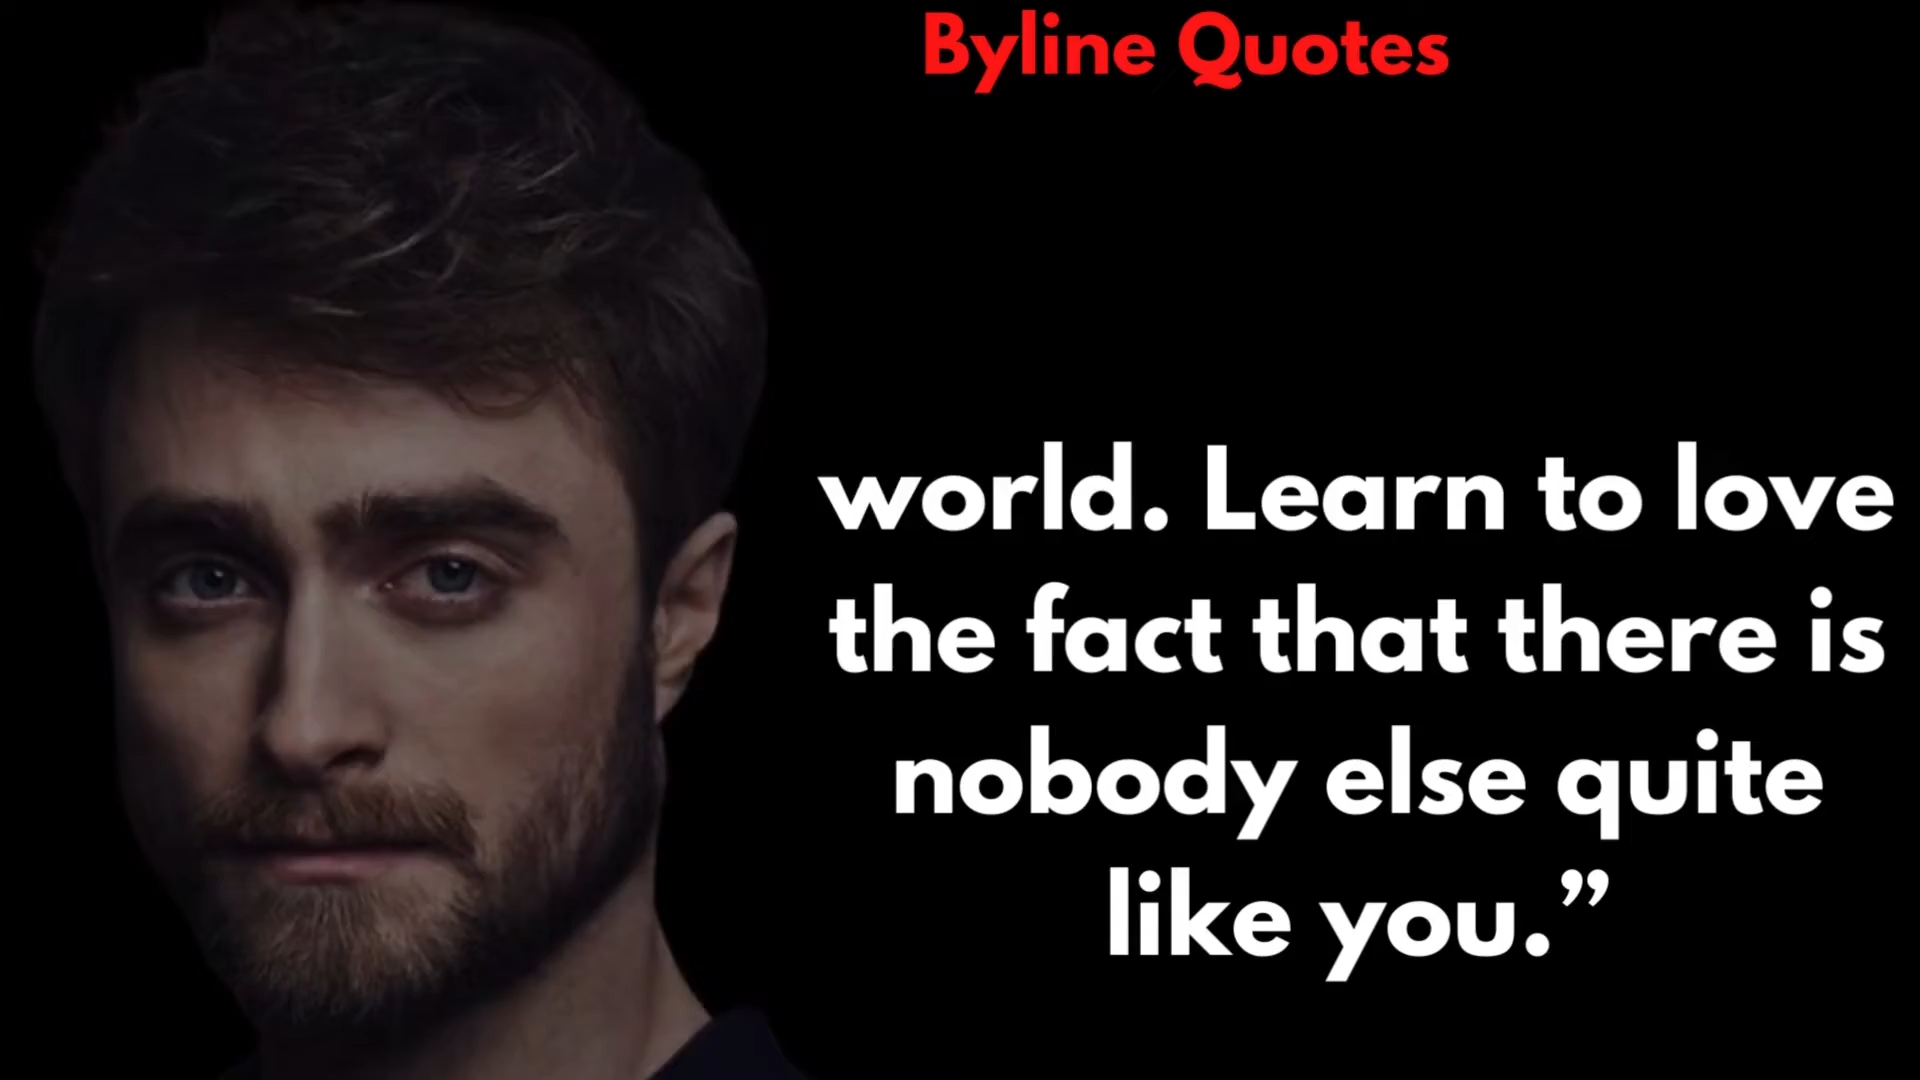 Byline Quotes
world. Learn to love
the fact that there is
nobody else quite
like you.”